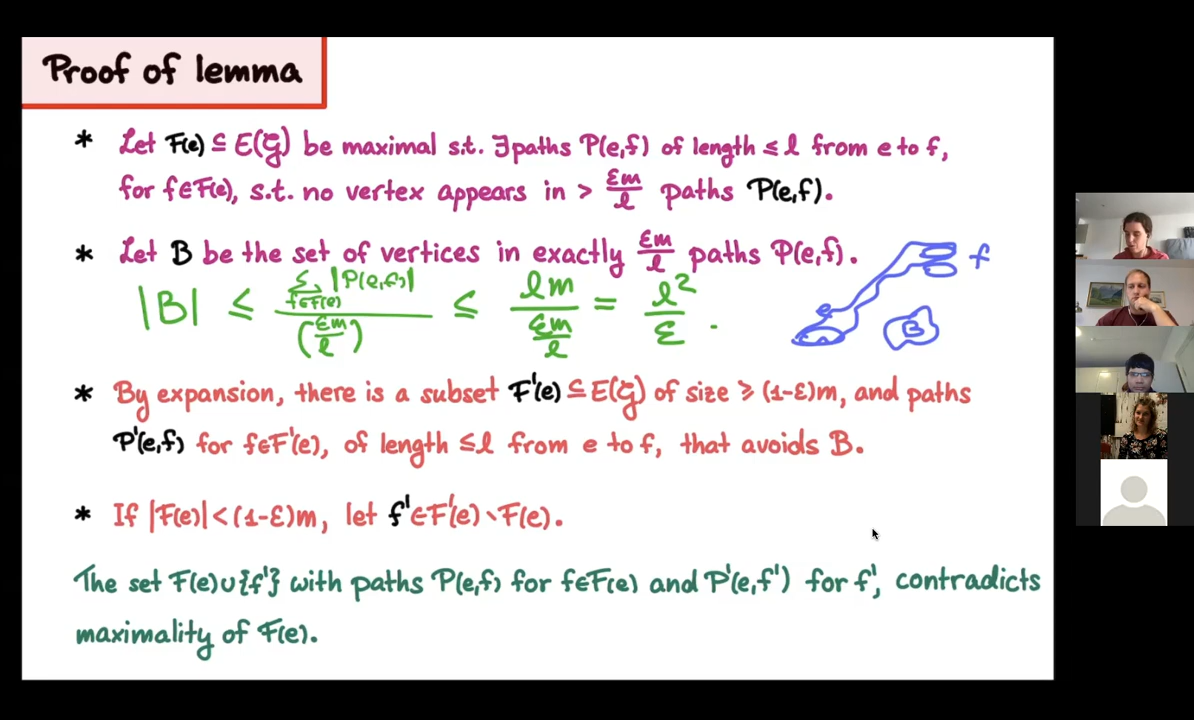 Proof of lemma
* Let F(e) ⊆ E(G) be maximal s.t. ∃ paths P(e,f) of length ≤ l from e to f,
for f∈F(e), s.t. no vertex appears in > εm/l paths P(e,f).
* Let B be the set of vertices in exactly εm/l paths P(e,f).
|B| ≤ Σ_{f∈F(e)} |P(e,f)| / (εm/l) ≤ lm / (εm/l) = l²/ε .
f
B
* By expansion, there is a subset F'(e) ⊆ E(G) of size ≥ (1-ε)m, and paths
P'(e,f) for f∈F'(e), of length ≤l from e to f, that avoids B.
* If |F(e)| < (1-ε)m, let f'∈F'(e)∖F(e).
The set F(e)∪{f'} with paths P(e,f) for f∈F(e) and P'(e,f') for f', contradicts
maximality of F(e).